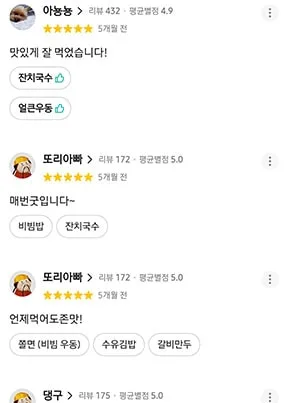 아뇽뇽 > 리뷰 432 · 평균별점 4.9
★★★★★ 5개월 전
맛있게 잘 먹었습니다!
잔치국수
얼큰우동
또리아빠 > 리뷰 172 · 평균별점 5.0
★★★★★ 5개월 전
매번굿입니다~
비빔밥 잔치국수
또리아빠 > 리뷰 172 · 평균별점 5.0
★★★★★ 5개월 전
언제먹어도존맛!
쫄면 (비빔 우동) 수유김밥 갈비만두
댕구 > 리뷰 175 · 평균별점 5.0